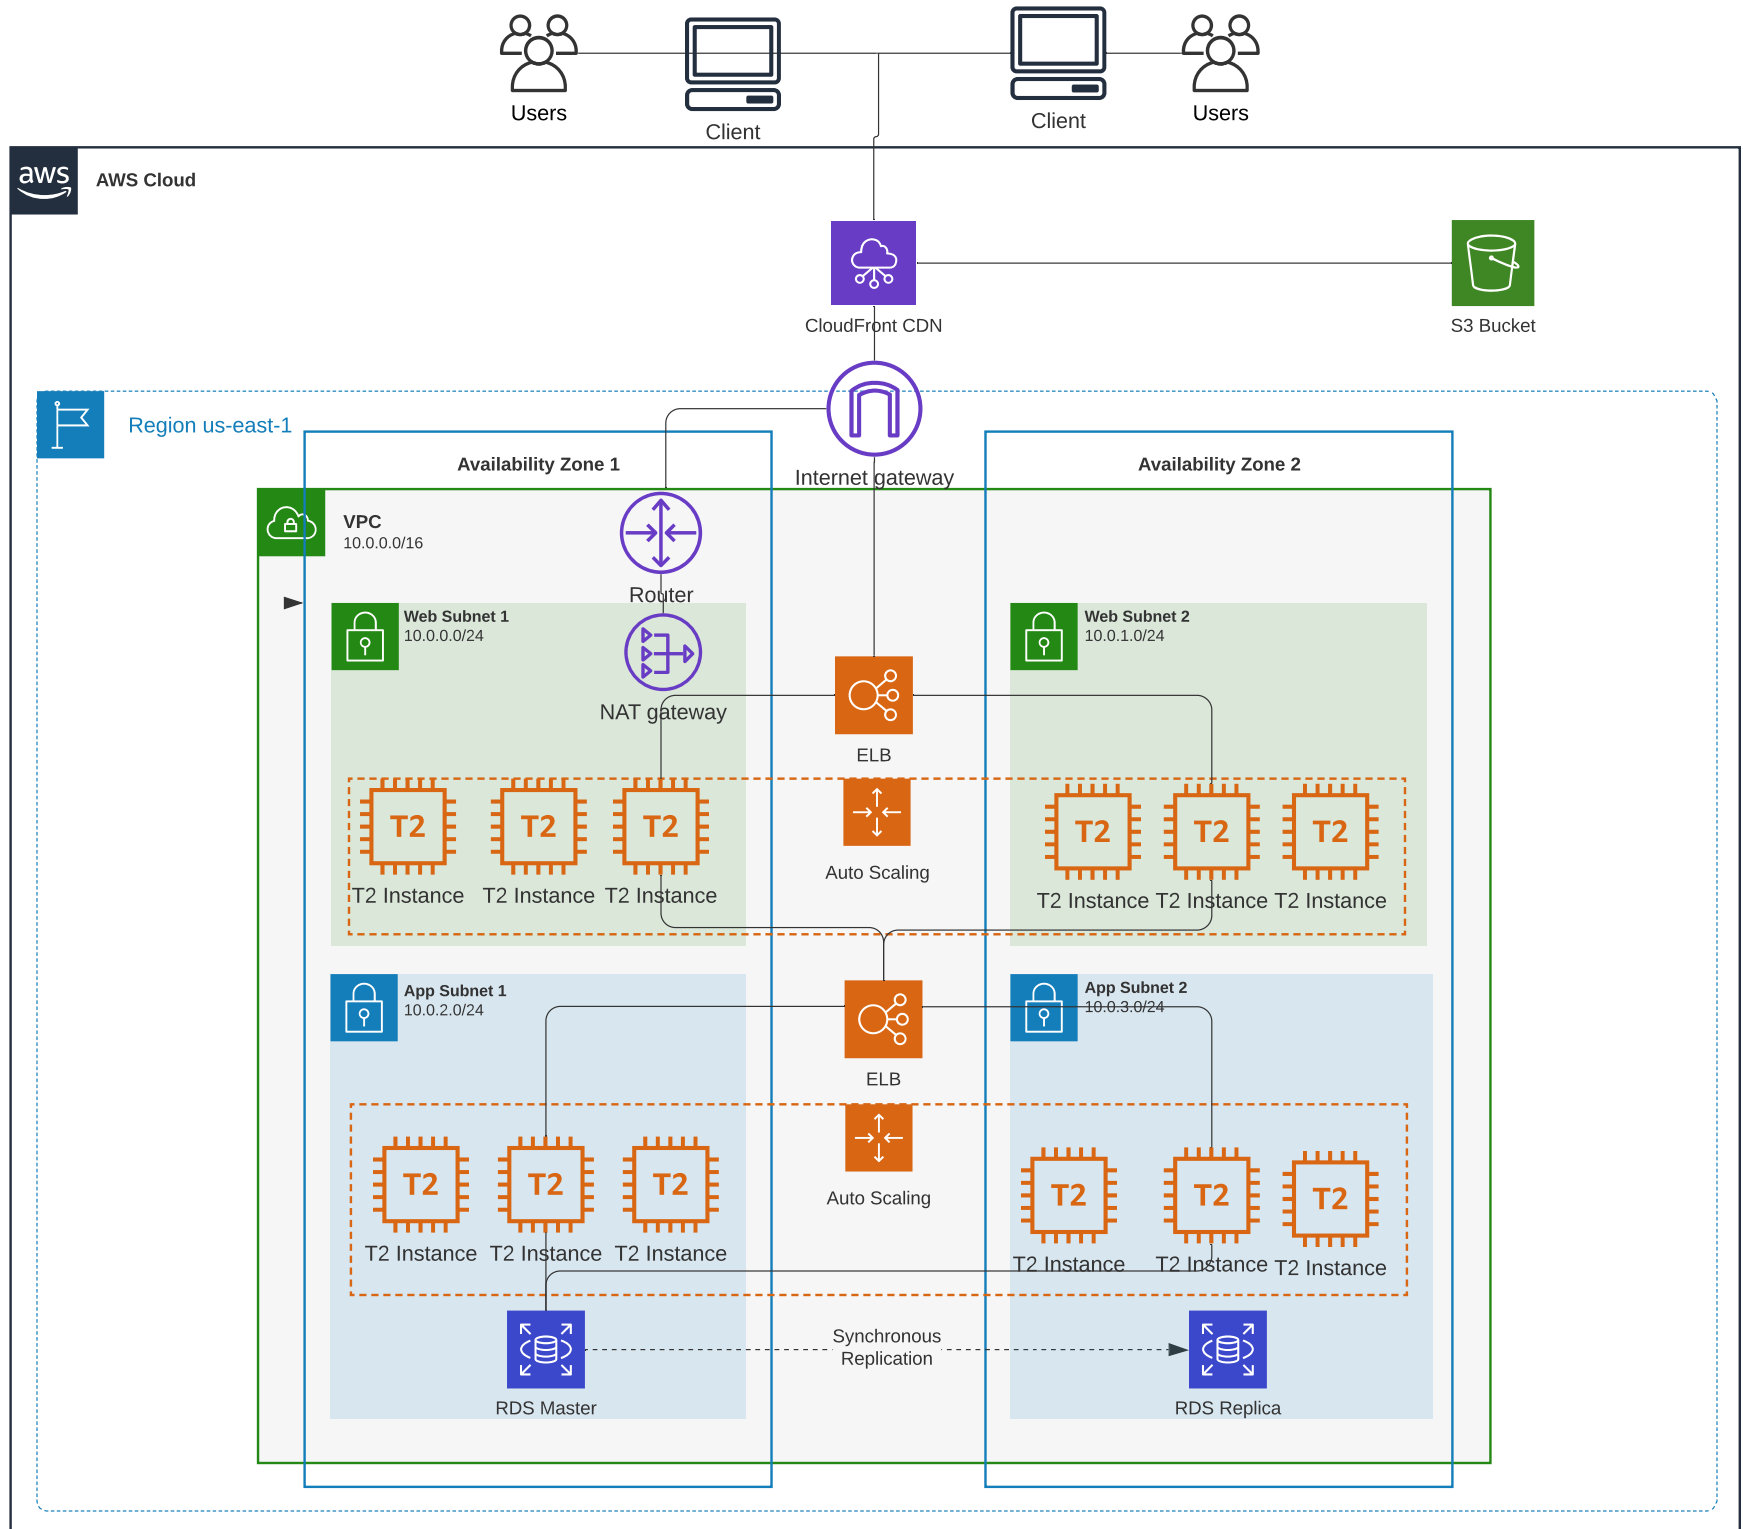 Users
Client
Client
Users
aws
AWS Cloud
CloudFront CDN
S3 Bucket
Region us-east-1
Availability Zone 1
Internet gateway
Availability Zone 2
VPC
10.0.0.0/16
Router
Web Subnet 1
10.0.0.0/24
Web Subnet 2
10.0.1.0/24
NAT gateway
ELB
T2
T2
T2
T2
T2
T2
Auto Scaling
T2 Instance
T2 Instance
T2 Instance
T2 Instance
T2 Instance
T2 Instance
App Subnet 1
10.0.2.0/24
App Subnet 2
10.0.3.0/24
ELB
T2
T2
T2
T2
T2
T2
Auto Scaling
T2 Instance
T2 Instance
T2 Instance
T2 Instance
T2 Instance
T2 Instance
Synchronous
Replication
RDS Master
RDS Replica